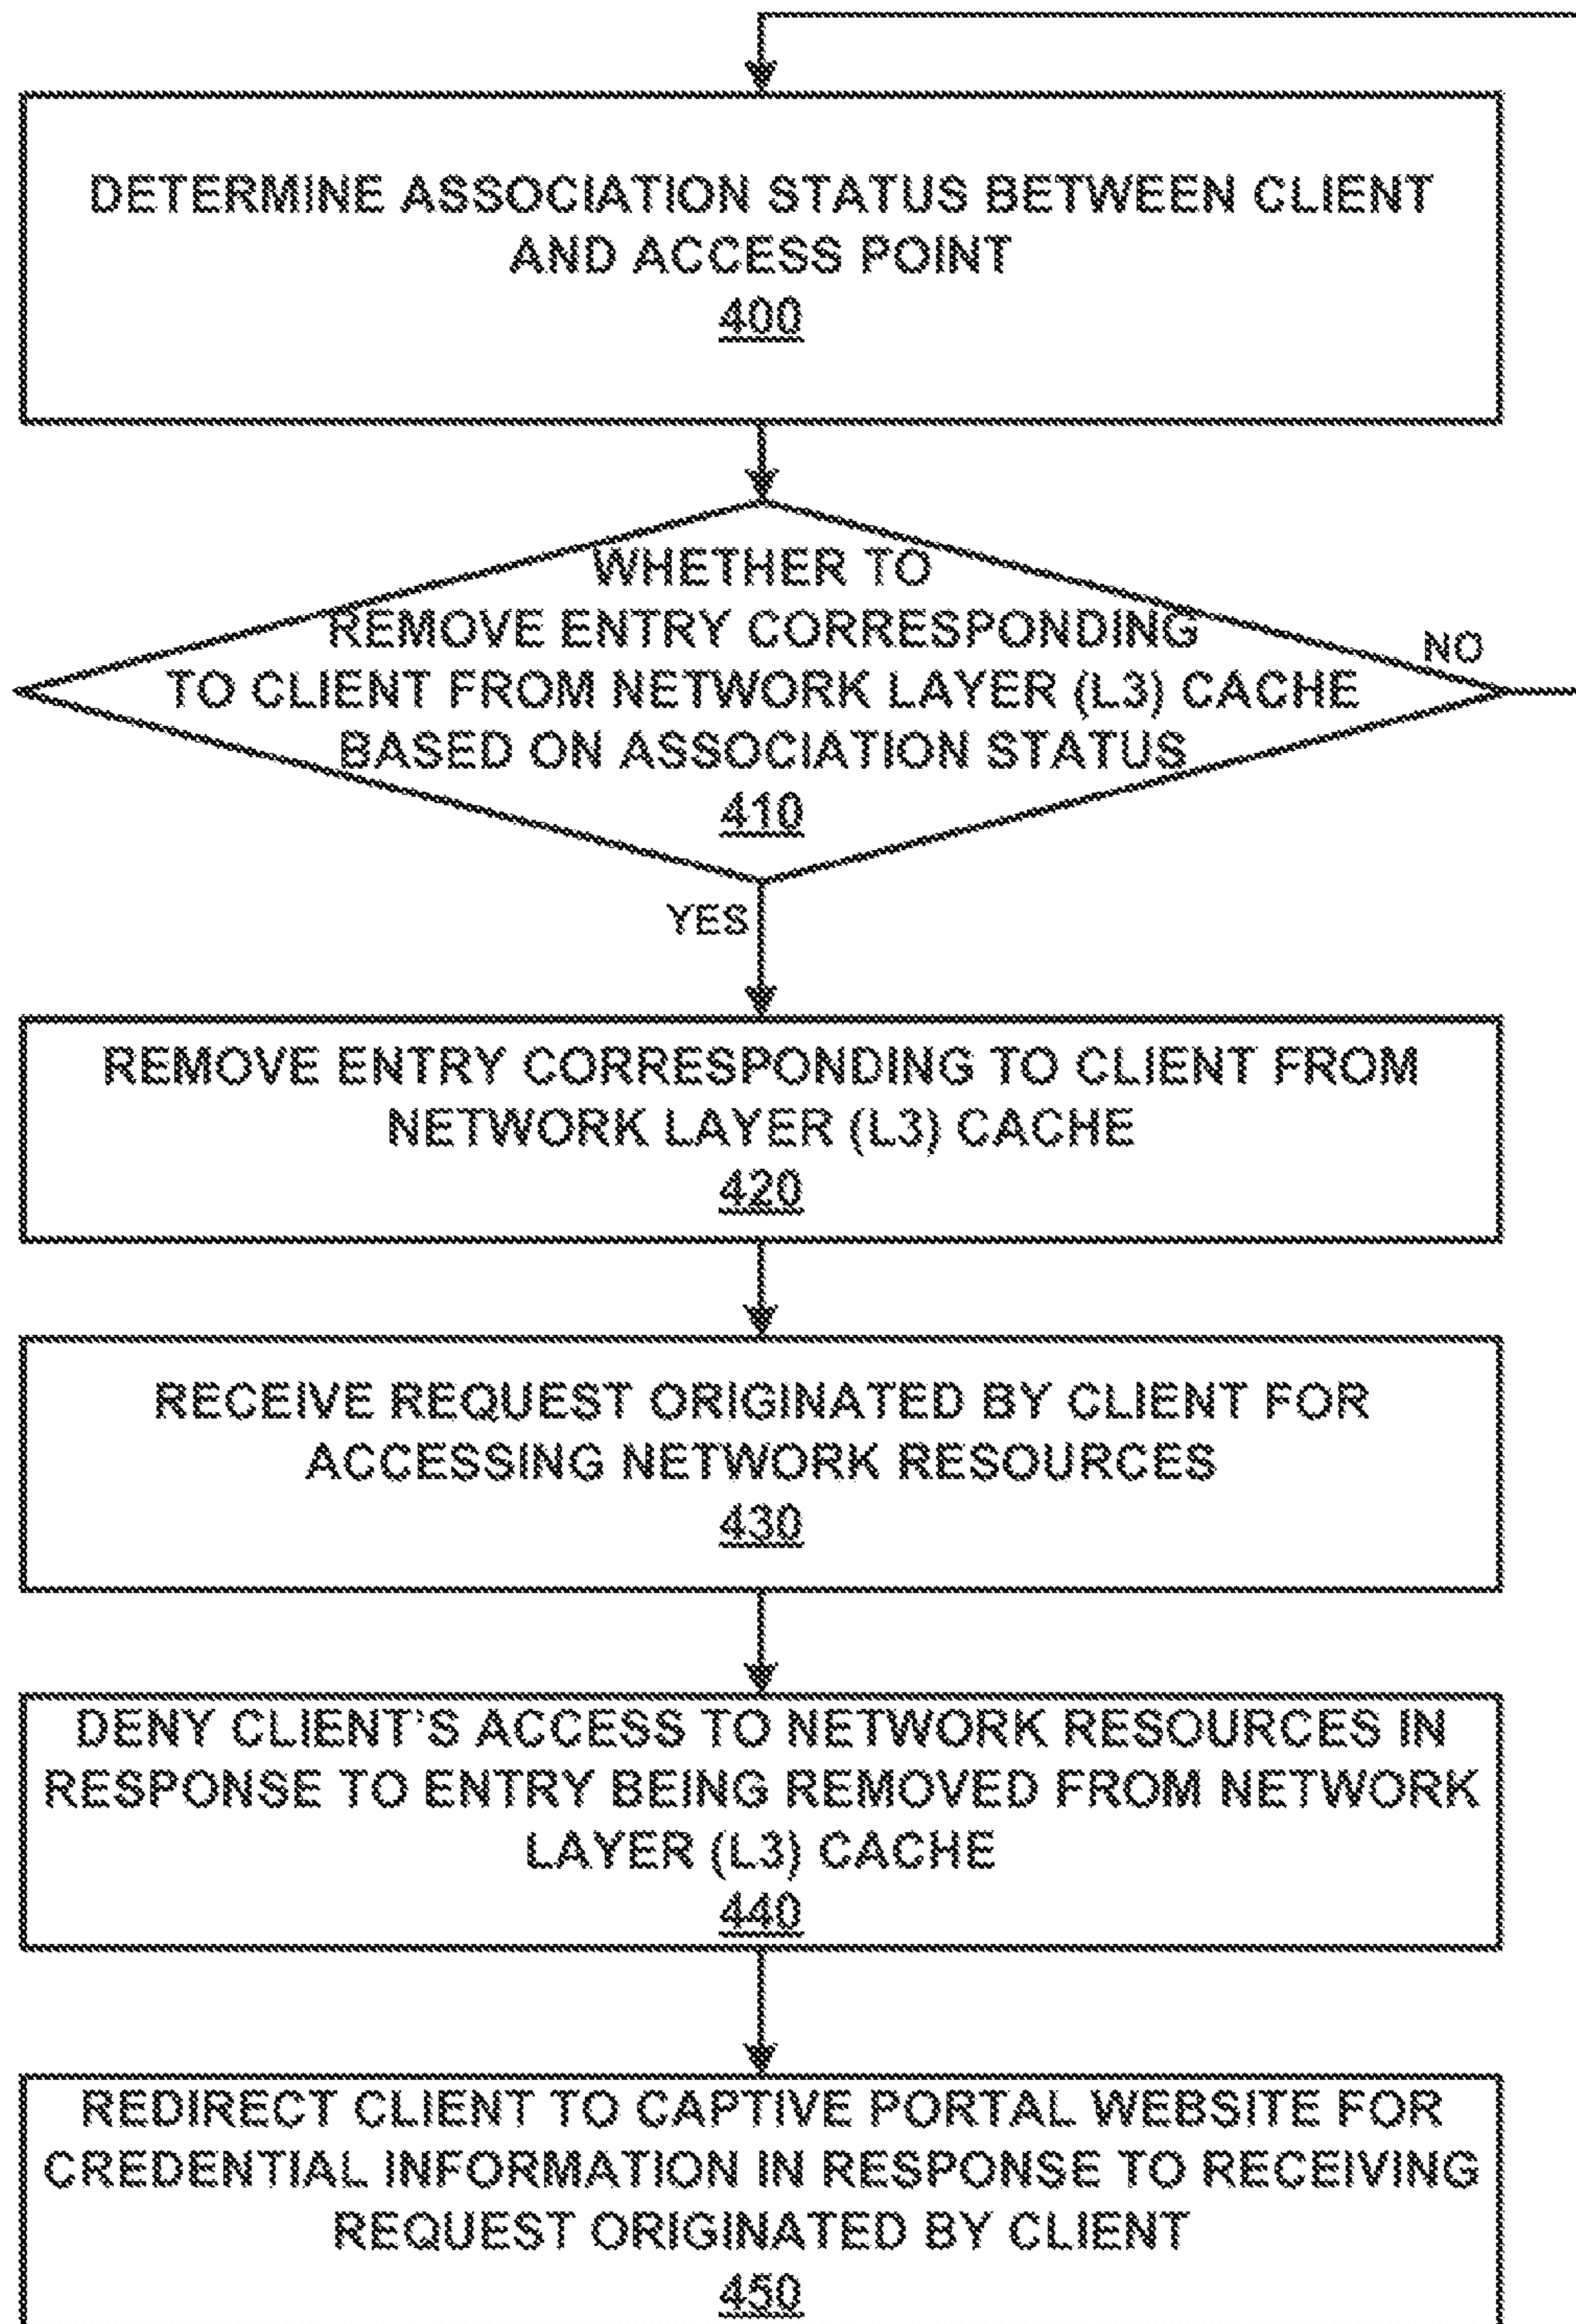 DETERMINE ASSOCIATION STATUS BETWEEN CLIENT
AND ACCESS POINT
400
WHETHER TO
REMOVE ENTRY CORRESPONDING
TO CLIENT FROM NETWORK LAYER (L3) CACHE
BASED ON ASSOCIATION STATUS
410
NO
YES
REMOVE ENTRY CORRESPONDING TO CLIENT FROM
NETWORK LAYER (L3) CACHE
420
RECEIVE REQUEST ORIGINATED BY CLIENT FOR
ACCESSING NETWORK RESOURCES
430
DENY CLIENT'S ACCESS TO NETWORK RESOURCES IN
RESPONSE TO ENTRY BEING REMOVED FROM NETWORK
LAYER (L3) CACHE
440
REDIRECT CLIENT TO CAPTIVE PORTAL WEBSITE FOR
CREDENTIAL INFORMATION IN RESPONSE TO RECEIVING
REQUEST ORIGINATED BY CLIENT
450